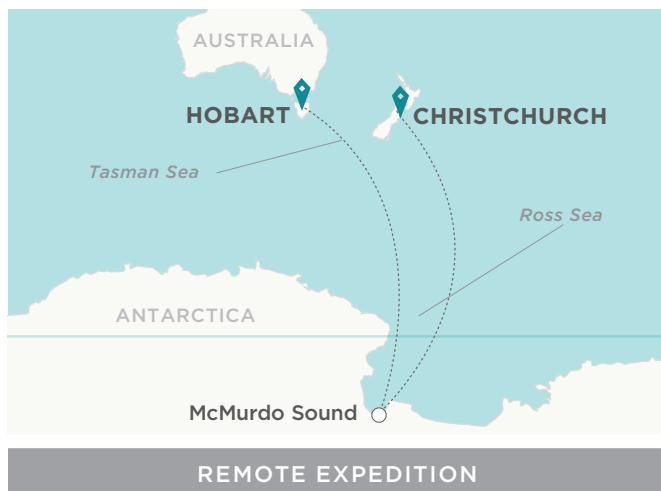 AUSTRALIA
HOBART
CHRISTCHURCH
Tasman Sea
Ross Sea
ANTARCTICA
McMurdo Sound
REMOTE EXPEDITION